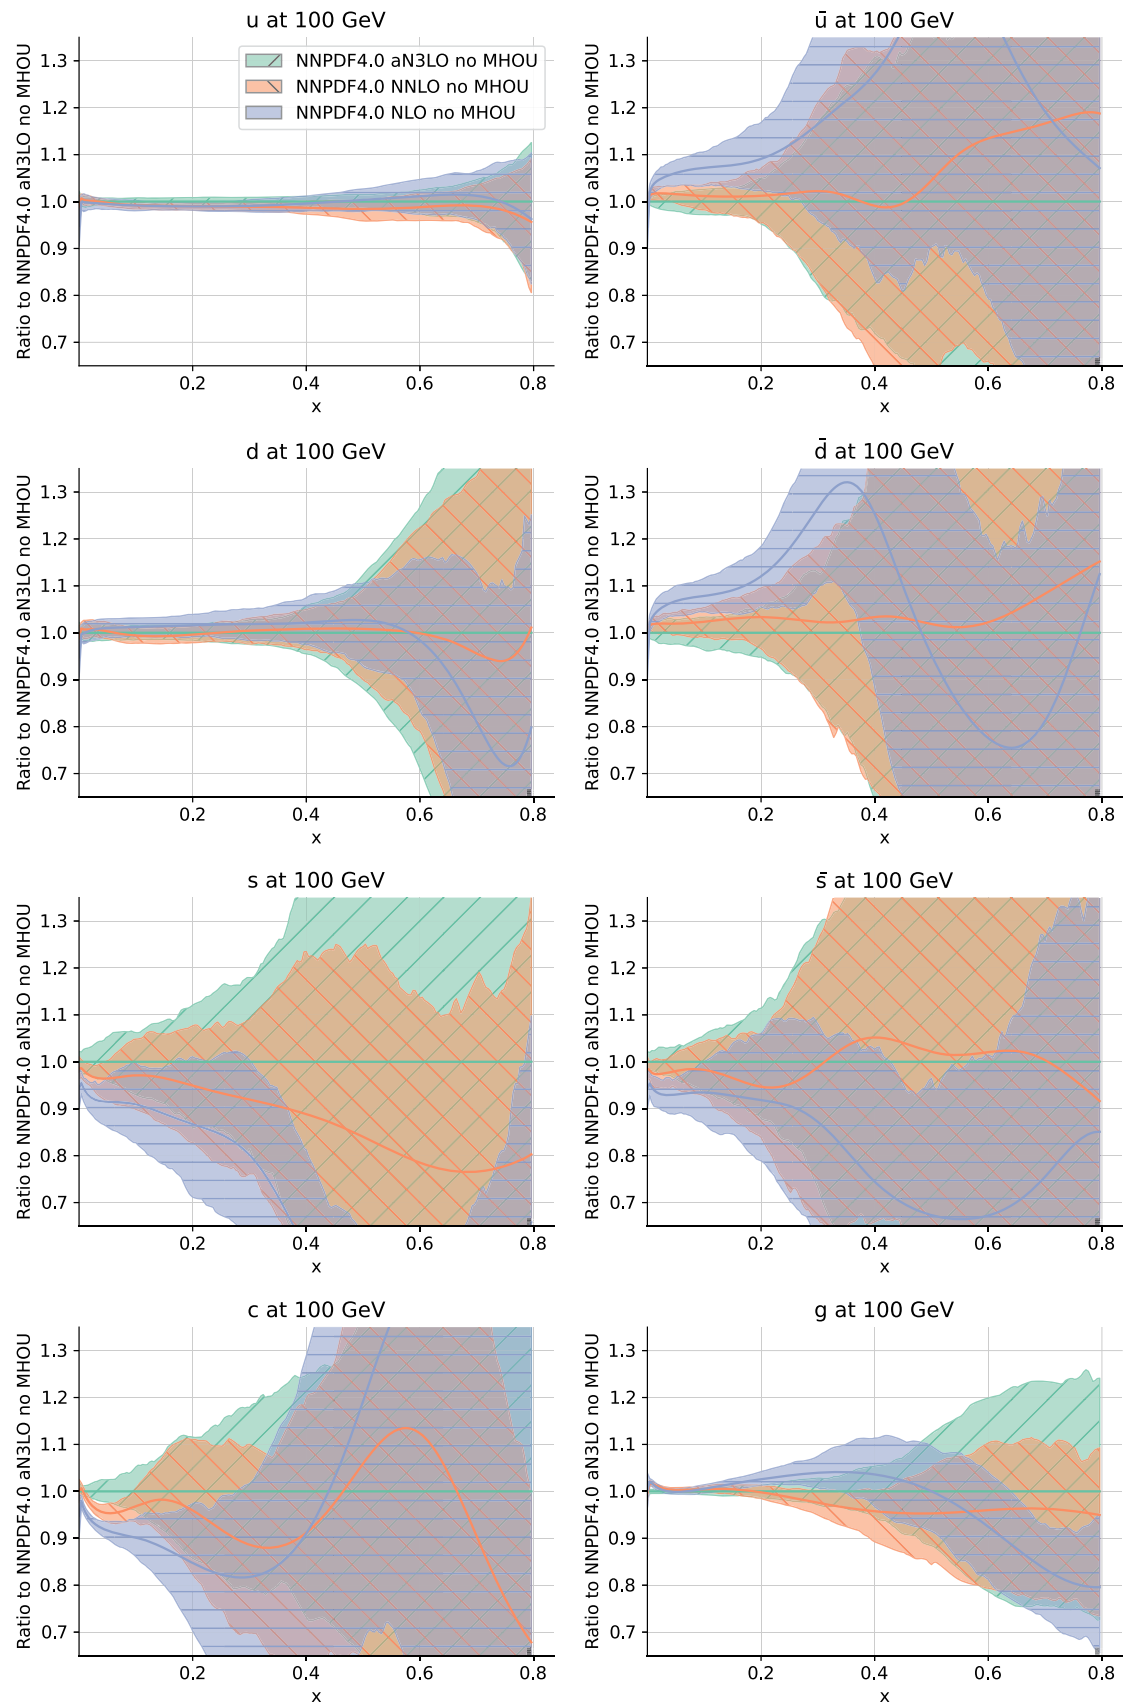 u at 100 GeV
Ratio to NNPDF4.0 aN3LO no MHOU
1.3
1.2
1.1
1.0
0.9
0.8
0.7
NNPDF4.0 aN3LO no MHOU
NNPDF4.0 NNLO no MHOU
NNPDF4.0 NLO no MHOU
0.2 0.4 0.6 0.8
x
ū at 100 GeV
Ratio to NNPDF4.0 aN3LO no MHOU
1.3
1.2
1.1
1.0
0.9
0.8
0.7
0.2 0.4 0.6 0.8
x
d at 100 GeV
Ratio to NNPDF4.0 aN3LO no MHOU
1.3
1.2
1.1
1.0
0.9
0.8
0.7
0.2 0.4 0.6 0.8
x
d̄ at 100 GeV
Ratio to NNPDF4.0 aN3LO no MHOU
1.3
1.2
1.1
1.0
0.9
0.8
0.7
0.2 0.4 0.6 0.8
x
s at 100 GeV
Ratio to NNPDF4.0 aN3LO no MHOU
1.3
1.2
1.1
1.0
0.9
0.8
0.7
0.2 0.4 0.6 0.8
x
s̄ at 100 GeV
Ratio to NNPDF4.0 aN3LO no MHOU
1.3
1.2
1.1
1.0
0.9
0.8
0.7
0.2 0.4 0.6 0.8
x
c at 100 GeV
Ratio to NNPDF4.0 aN3LO no MHOU
1.3
1.2
1.1
1.0
0.9
0.8
0.7
0.2 0.4 0.6 0.8
x
g at 100 GeV
Ratio to NNPDF4.0 aN3LO no MHOU
1.3
1.2
1.1
1.0
0.9
0.8
0.7
0.2 0.4 0.6 0.8
x